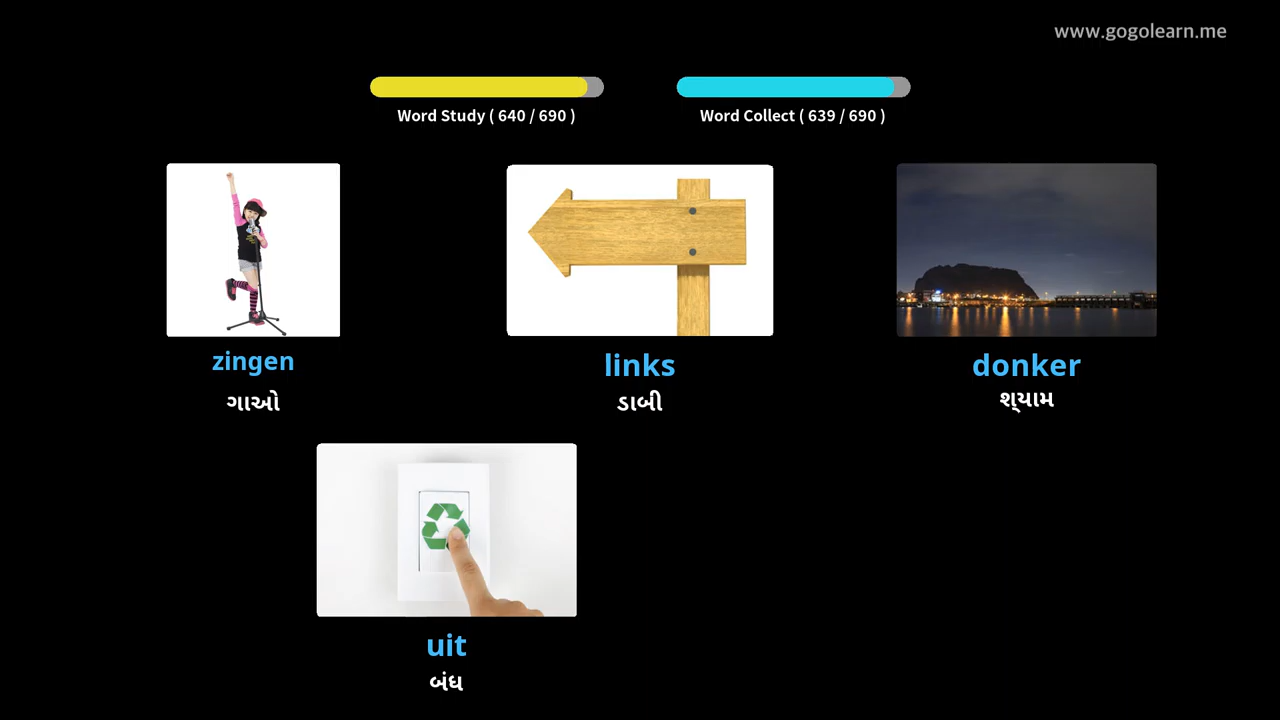 www.gogolearn.me
Word Study ( 640 / 690 )
Word Collect ( 639 / 690 )
zingen
links
donker
ગાઓ
ડાબી
શ્યામ
uit
બંધ